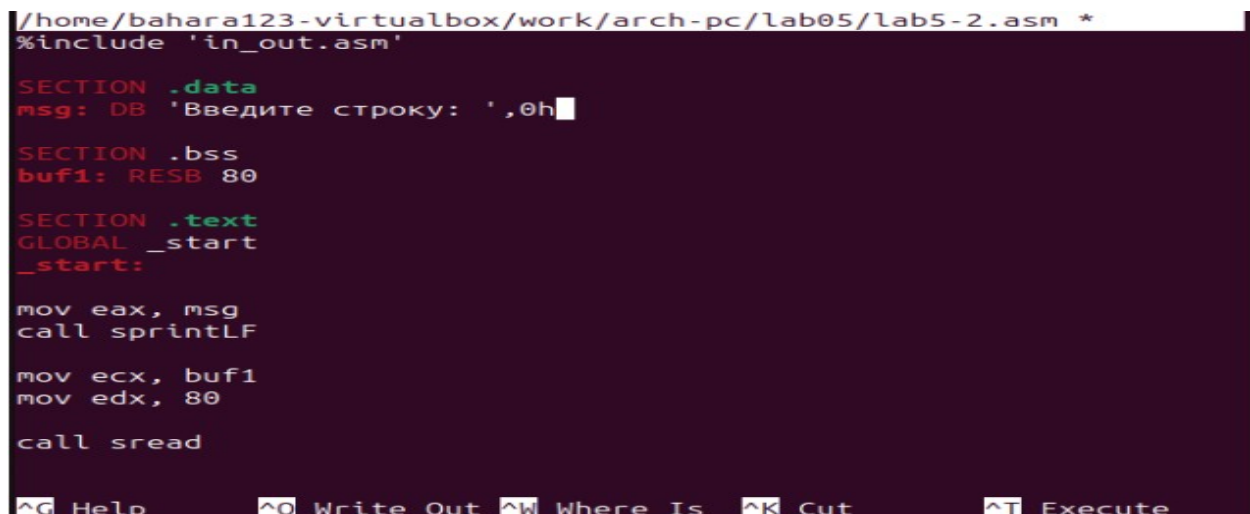 /home/bahara123-virtualbox/work/arch-pc/lab05/lab5-2.asm *
%include 'in_out.asm'
SECTION .data
msg: DB 'Введите строку: ',0h
SECTION .bss
buf1: RESB 80
SECTION .text
GLOBAL _start
_start:
mov eax, msg
call sprintLF
mov ecx, buf1
mov edx, 80
call sread
^G Help ^O Write Out ^W Where Is ^K Cut ^T Execute